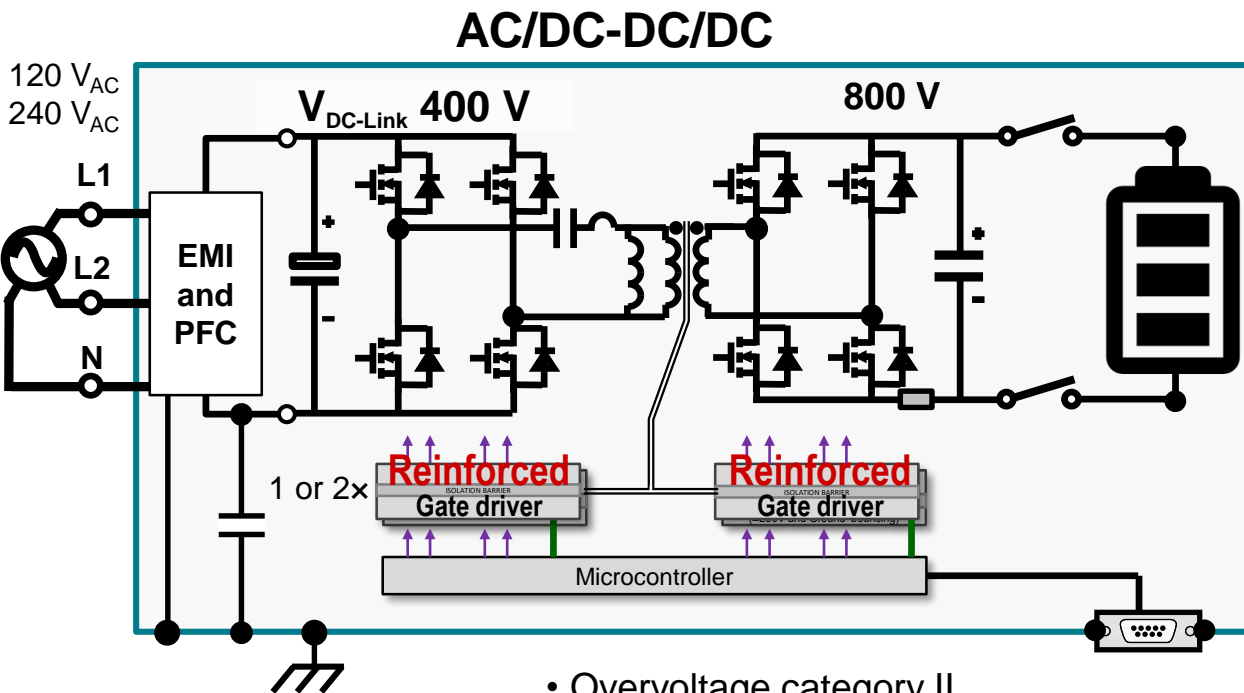 AC/DC-DC/DC
120 VAC
240 VAC
VDC-Link 400 V
800 V
L1
L2
N
EMI
and
PFC
+
-
+
-
1 or 2×
Reinforced
ISOLATION BARRIER
Gate driver
Reinforced
ISOLATION BARRIER
Gate driver
Microcontroller
• Overvoltage category II